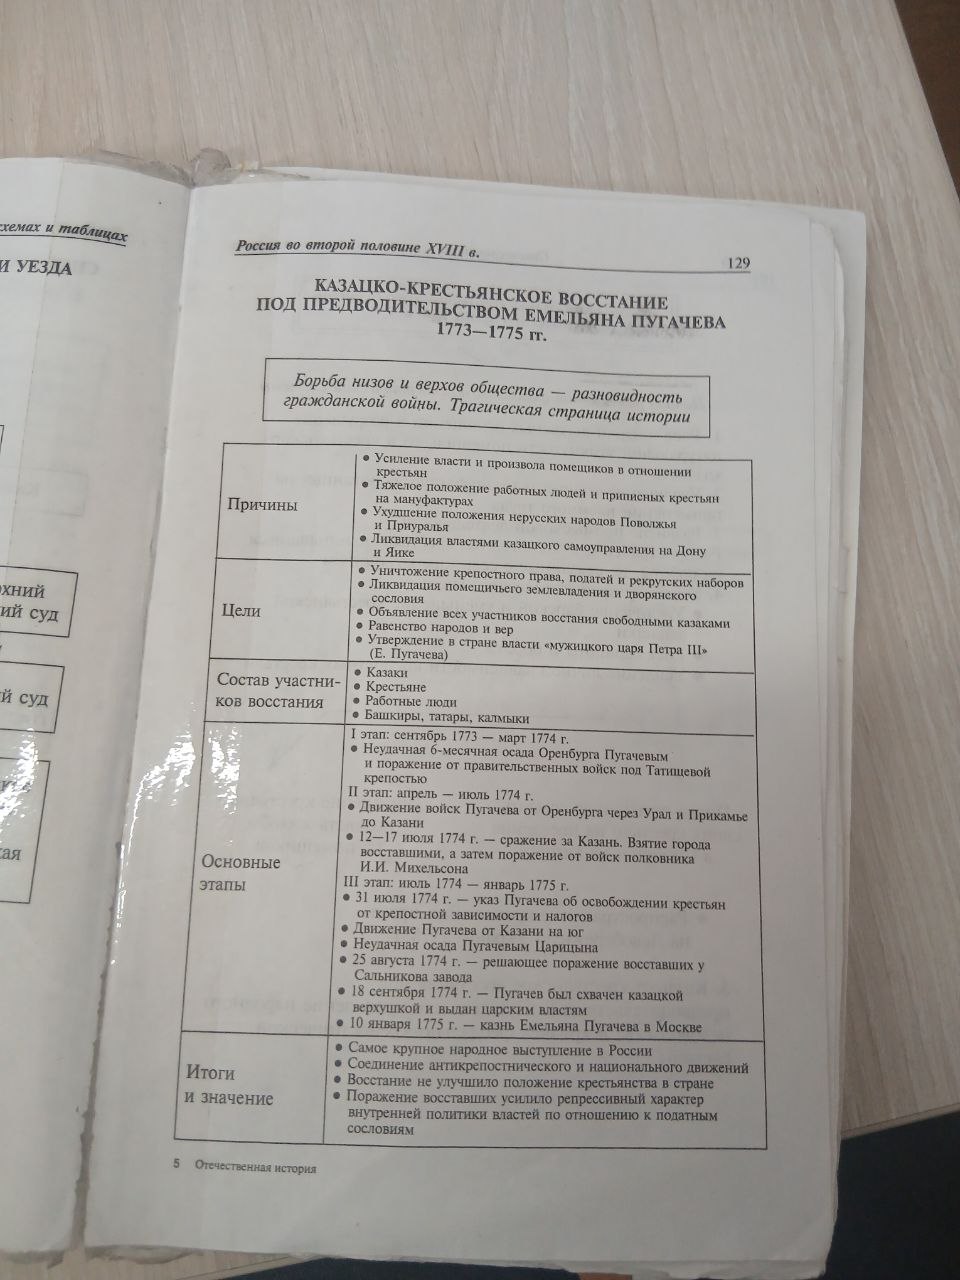 схемах и таблицах
И УЕЗДА
хний
ий суд
й суд
Россия во второй половине XVIII в.
129
КАЗАЦКО-КРЕСТЬЯНСКОЕ ВОССТАНИЕ
ПОД ПРЕДВОДИТЕЛЬСТВОМ ЕМЕЛЬЯНА ПУГАЧЕВА
1773—1775 гг.
Борьба низов и верхов общества — разновидность
гражданской войны. Трагическая страница истории
Причины
• Усиление власти и произвола помещиков в отношении
крестьян
• Тяжелое положение работных людей и приписных крестьян
на мануфактурах
• Ухудшение положения нерусских народов Поволжья
и Приуралья
• Ликвидация властями казацкого самоуправления на Дону
и Яике
Цели
• Уничтожение крепостного права, податей и рекрутских наборов
• Ликвидация помещичьего землевладения и дворянского
сословия
• Объявление всех участников восстания свободными казаками
• Равенство народов и вер
• Утверждение в стране власти «мужицкого царя Петра III»
(Е. Пугачева)
Состав участни-
ков восстания
• Казаки
• Крестьяне
• Работные люди
• Башкиры, татары, калмыки
Основные
этапы
I этап: сентябрь 1773 — март 1774 г.
• Неудачная 6-месячная осада Оренбурга Пугачевым
и поражение от правительственных войск под Татищевой
крепостью
II этап: апрель — июль 1774 г.
• Движение войск Пугачева от Оренбурга через Урал и Прикамье
до Казани
• 12—17 июля 1774 г. — сражение за Казань. Взятие города
восставшими, а затем поражение от войск полковника
И.И. Михельсона
III этап: июль 1774 — январь 1775 г.
• 31 июля 1774 г. — указ Пугачева об освобождении крестьян
от крепостной зависимости и налогов
• Движение Пугачева от Казани на юг
• Неудачная осада Пугачевым Царицына
• 25 августа 1774 г. — решающее поражение восставших у
Сальникова завода
• 18 сентября 1774 г. — Пугачев был схвачен казацкой
верхушкой и выдан царским властям
• 10 января 1775 г. — казнь Емельяна Пугачева в Москве
Итоги
и значение
• Самое крупное народное выступление в России
• Соединение антикрепостнического и национального движений
• Восстание не улучшило положение крестьянства в стране
• Поражение восставших усилило репрессивный характер
внутренней политики властей по отношению к податным
сословиям
5 Отечественная история